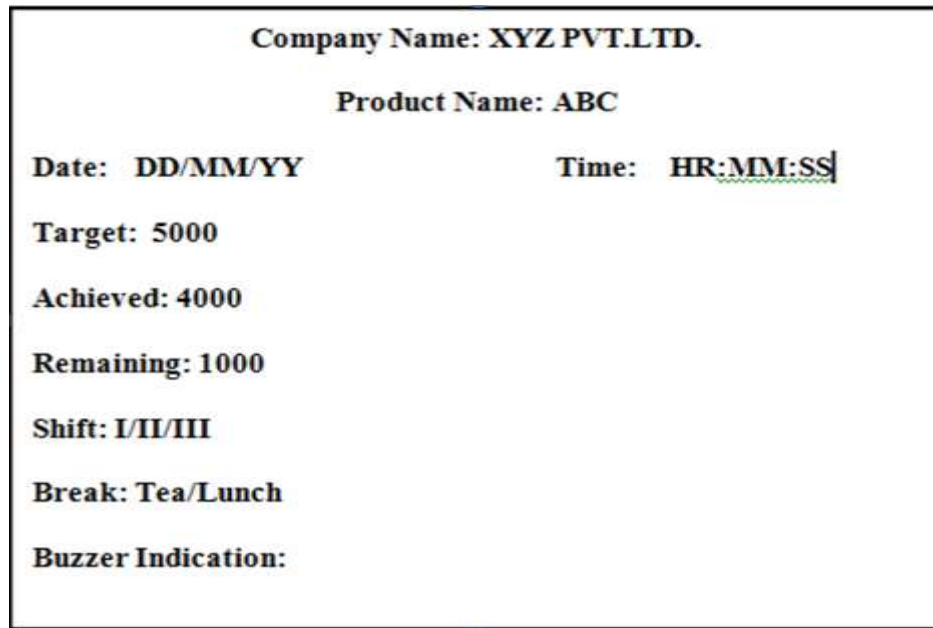 Company Name: XYZ PVT.LTD.
Product Name: ABC
Date: DD/MM/YY Time: HR:MM:SS
Target: 5000
Achieved: 4000
Remaining: 1000
Shift: I/II/III
Break: Tea/Lunch
Buzzer Indication: